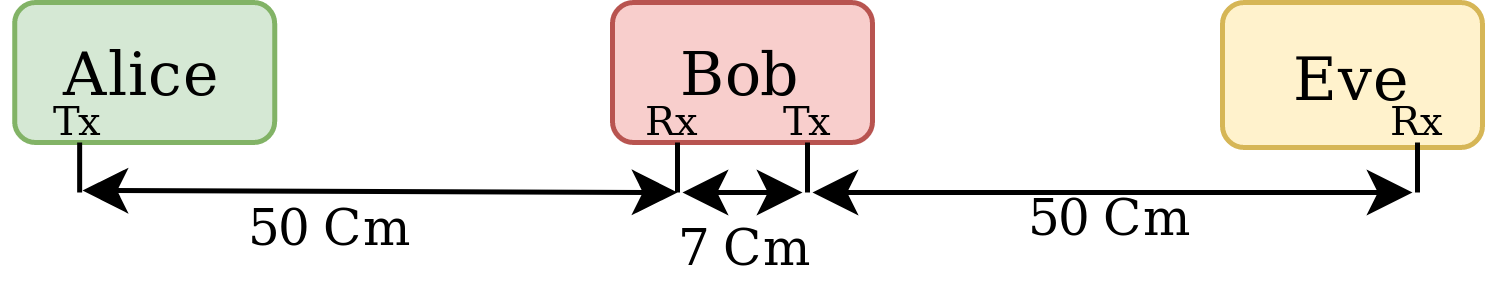 Alice
Tx
Bob
Rx Tx
Eve
Rx
50 Cm
7 Cm
50 Cm